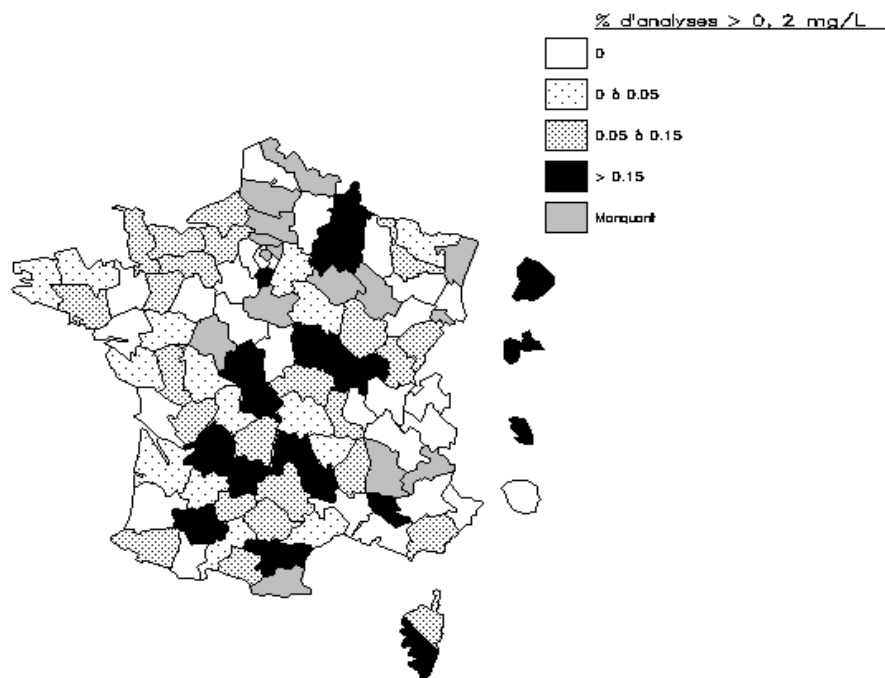 % d'analyses > 0, 2 mg/L
0
0 à 0.05
0.05 à 0.15
> 0.15
Manquant